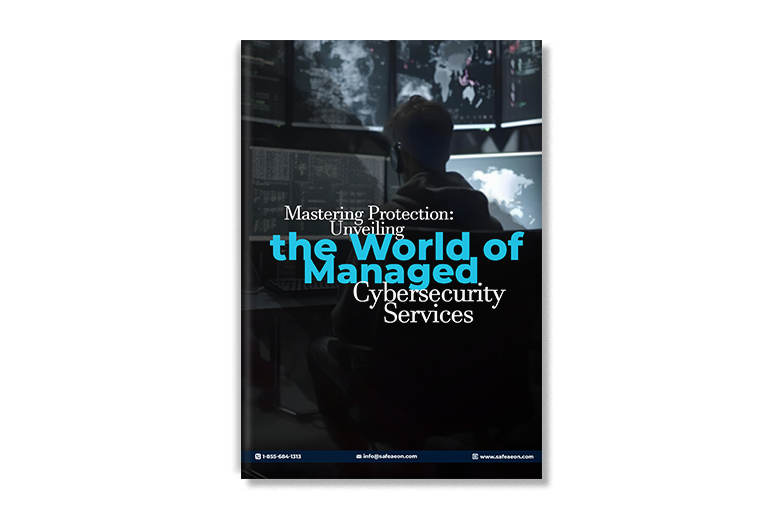 Mastering Protection:
Unveiling
the World of
Managed
Cybersecurity
Services
1-855-684-1313 info@safeaeon.com www.safeaeon.com